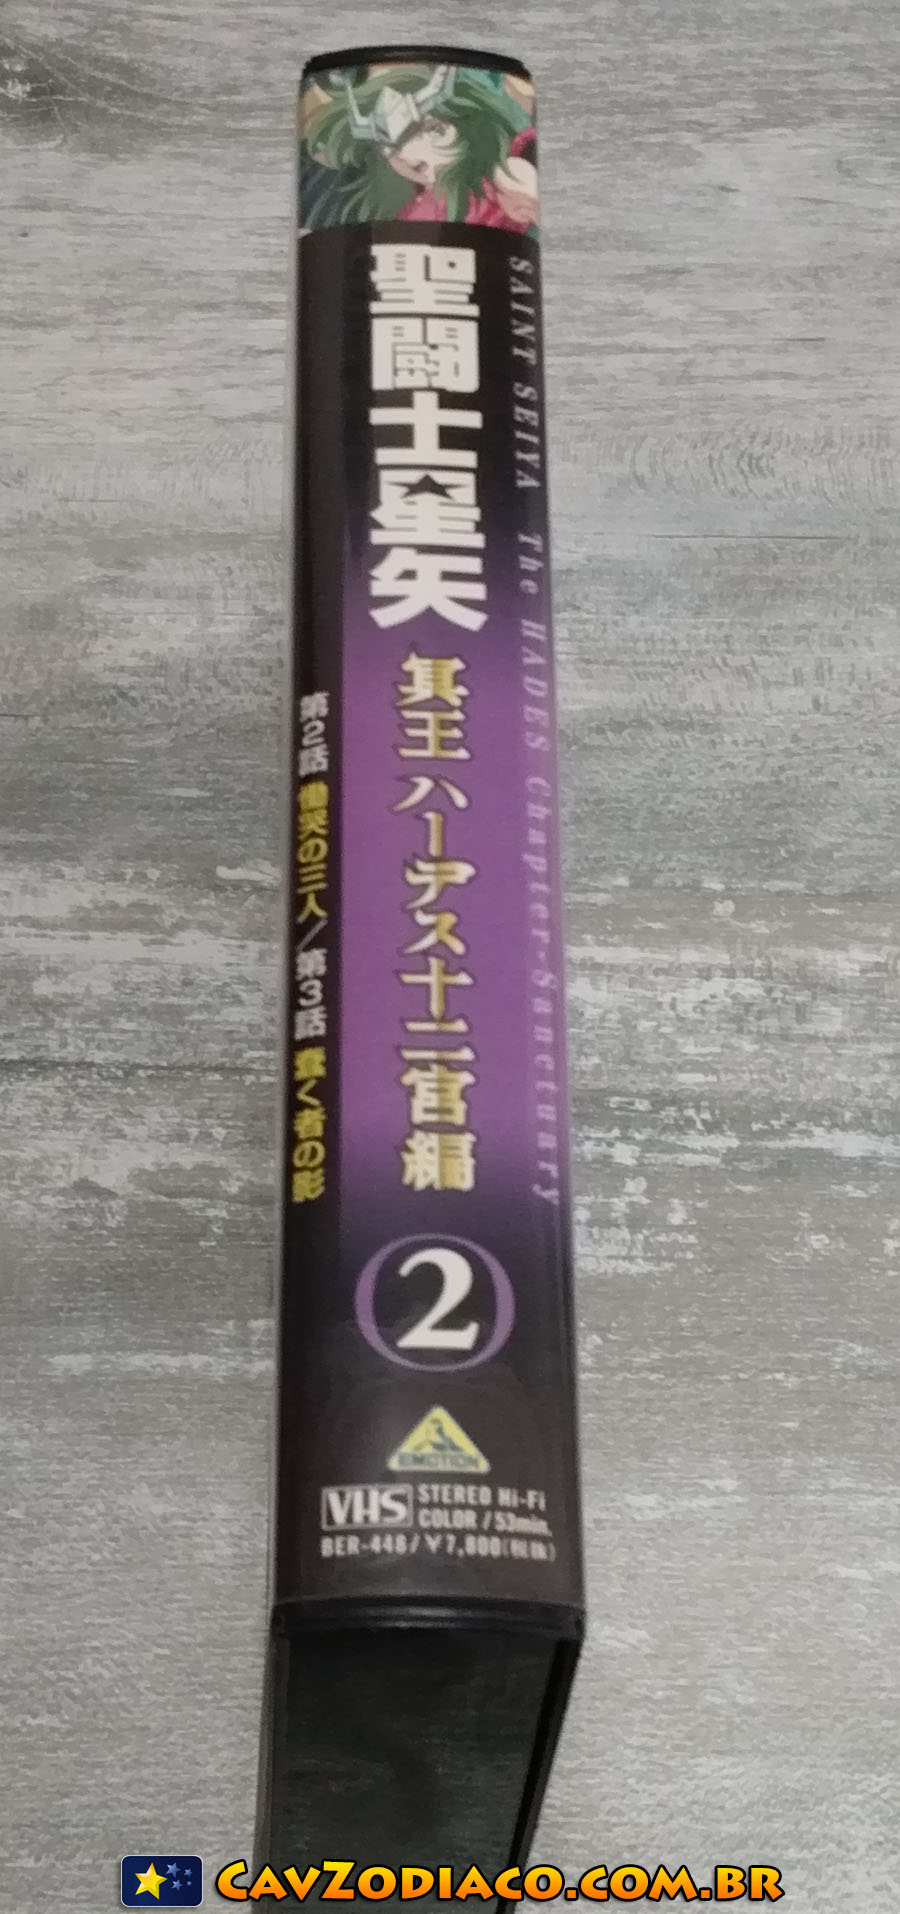 聖闘士星矢
SAINT SEIYA The HADES Chapter-Sanctuary
冥王ハーデス十二宮編
第2話 慟哭の三人/第3話 蠢く者の影
2
EMOTION
VHS STEREO Hi-Fi
COLOR / 53min.
BER-448/¥7,800(税抜)
CAVZODIACO.COM.BR